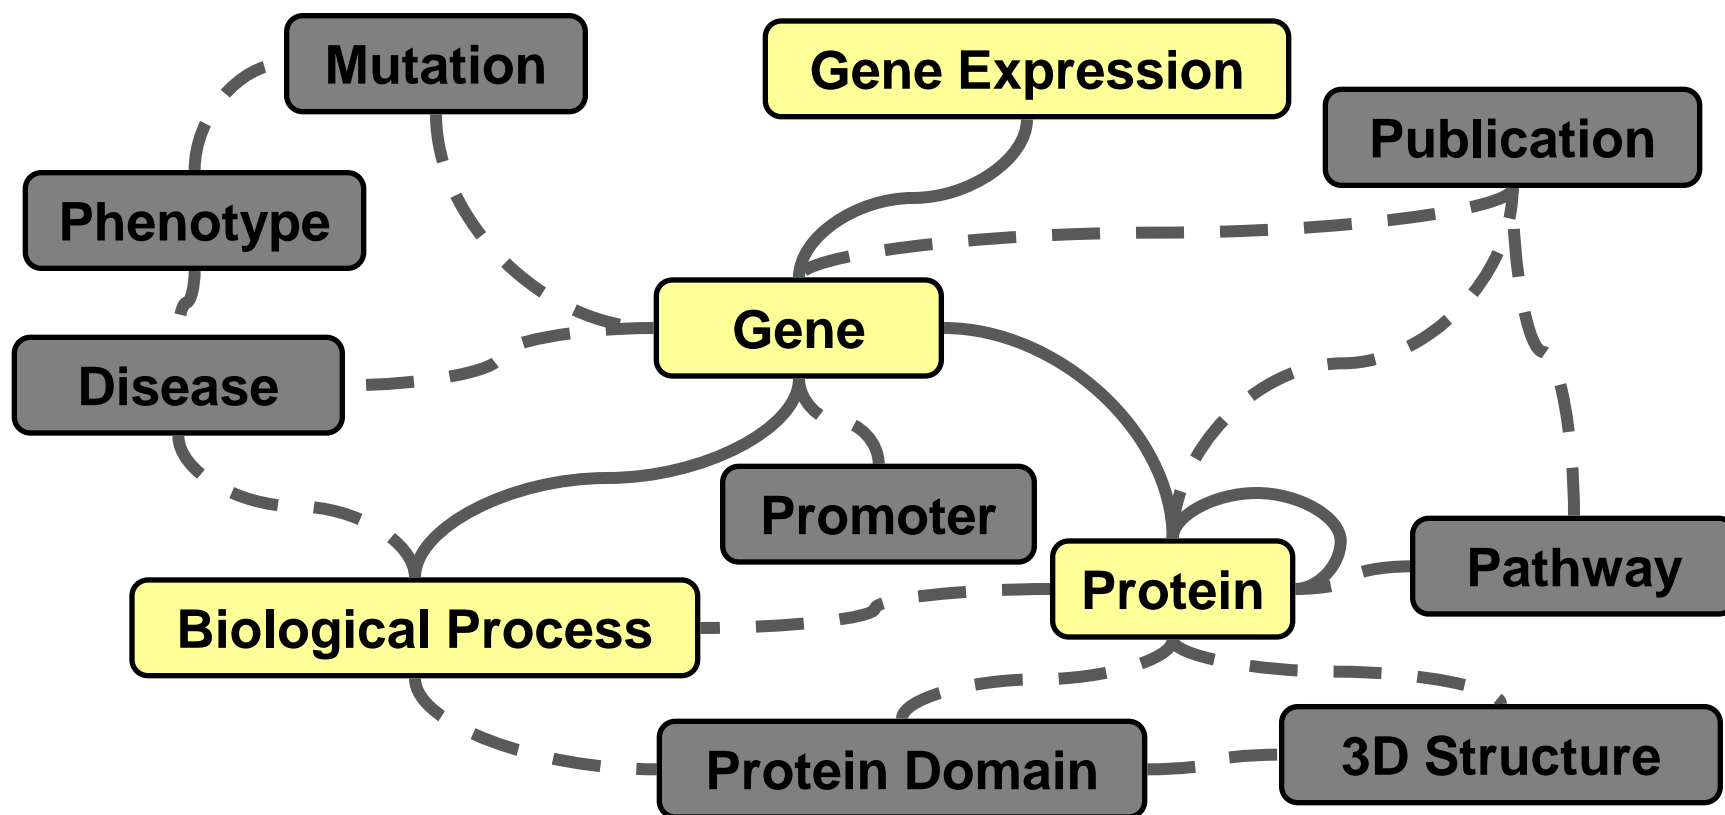 Mutation
Gene Expression
Publication
Phenotype
Gene
Disease
Promoter
Protein
Pathway
Biological Process
Protein Domain
3D Structure